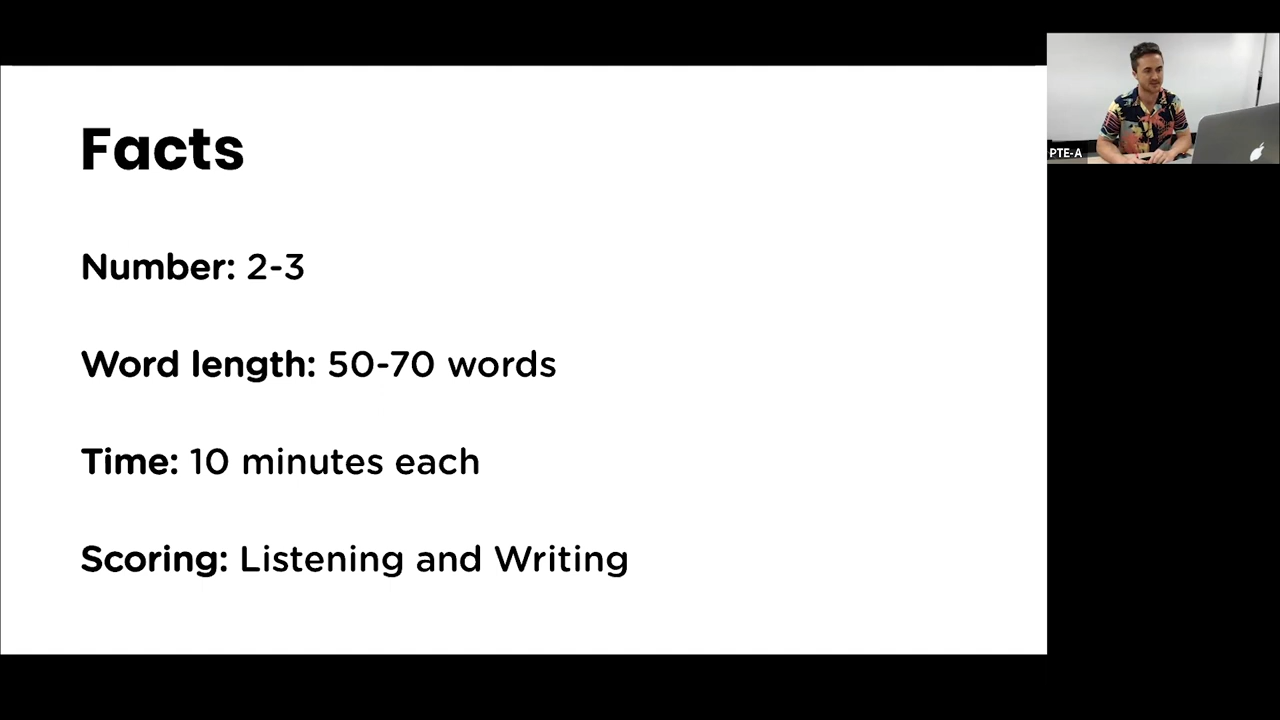 Facts
Number: 2-3
Word length: 50-70 words
Time: 10 minutes each
Scoring: Listening and Writing
PTE-A